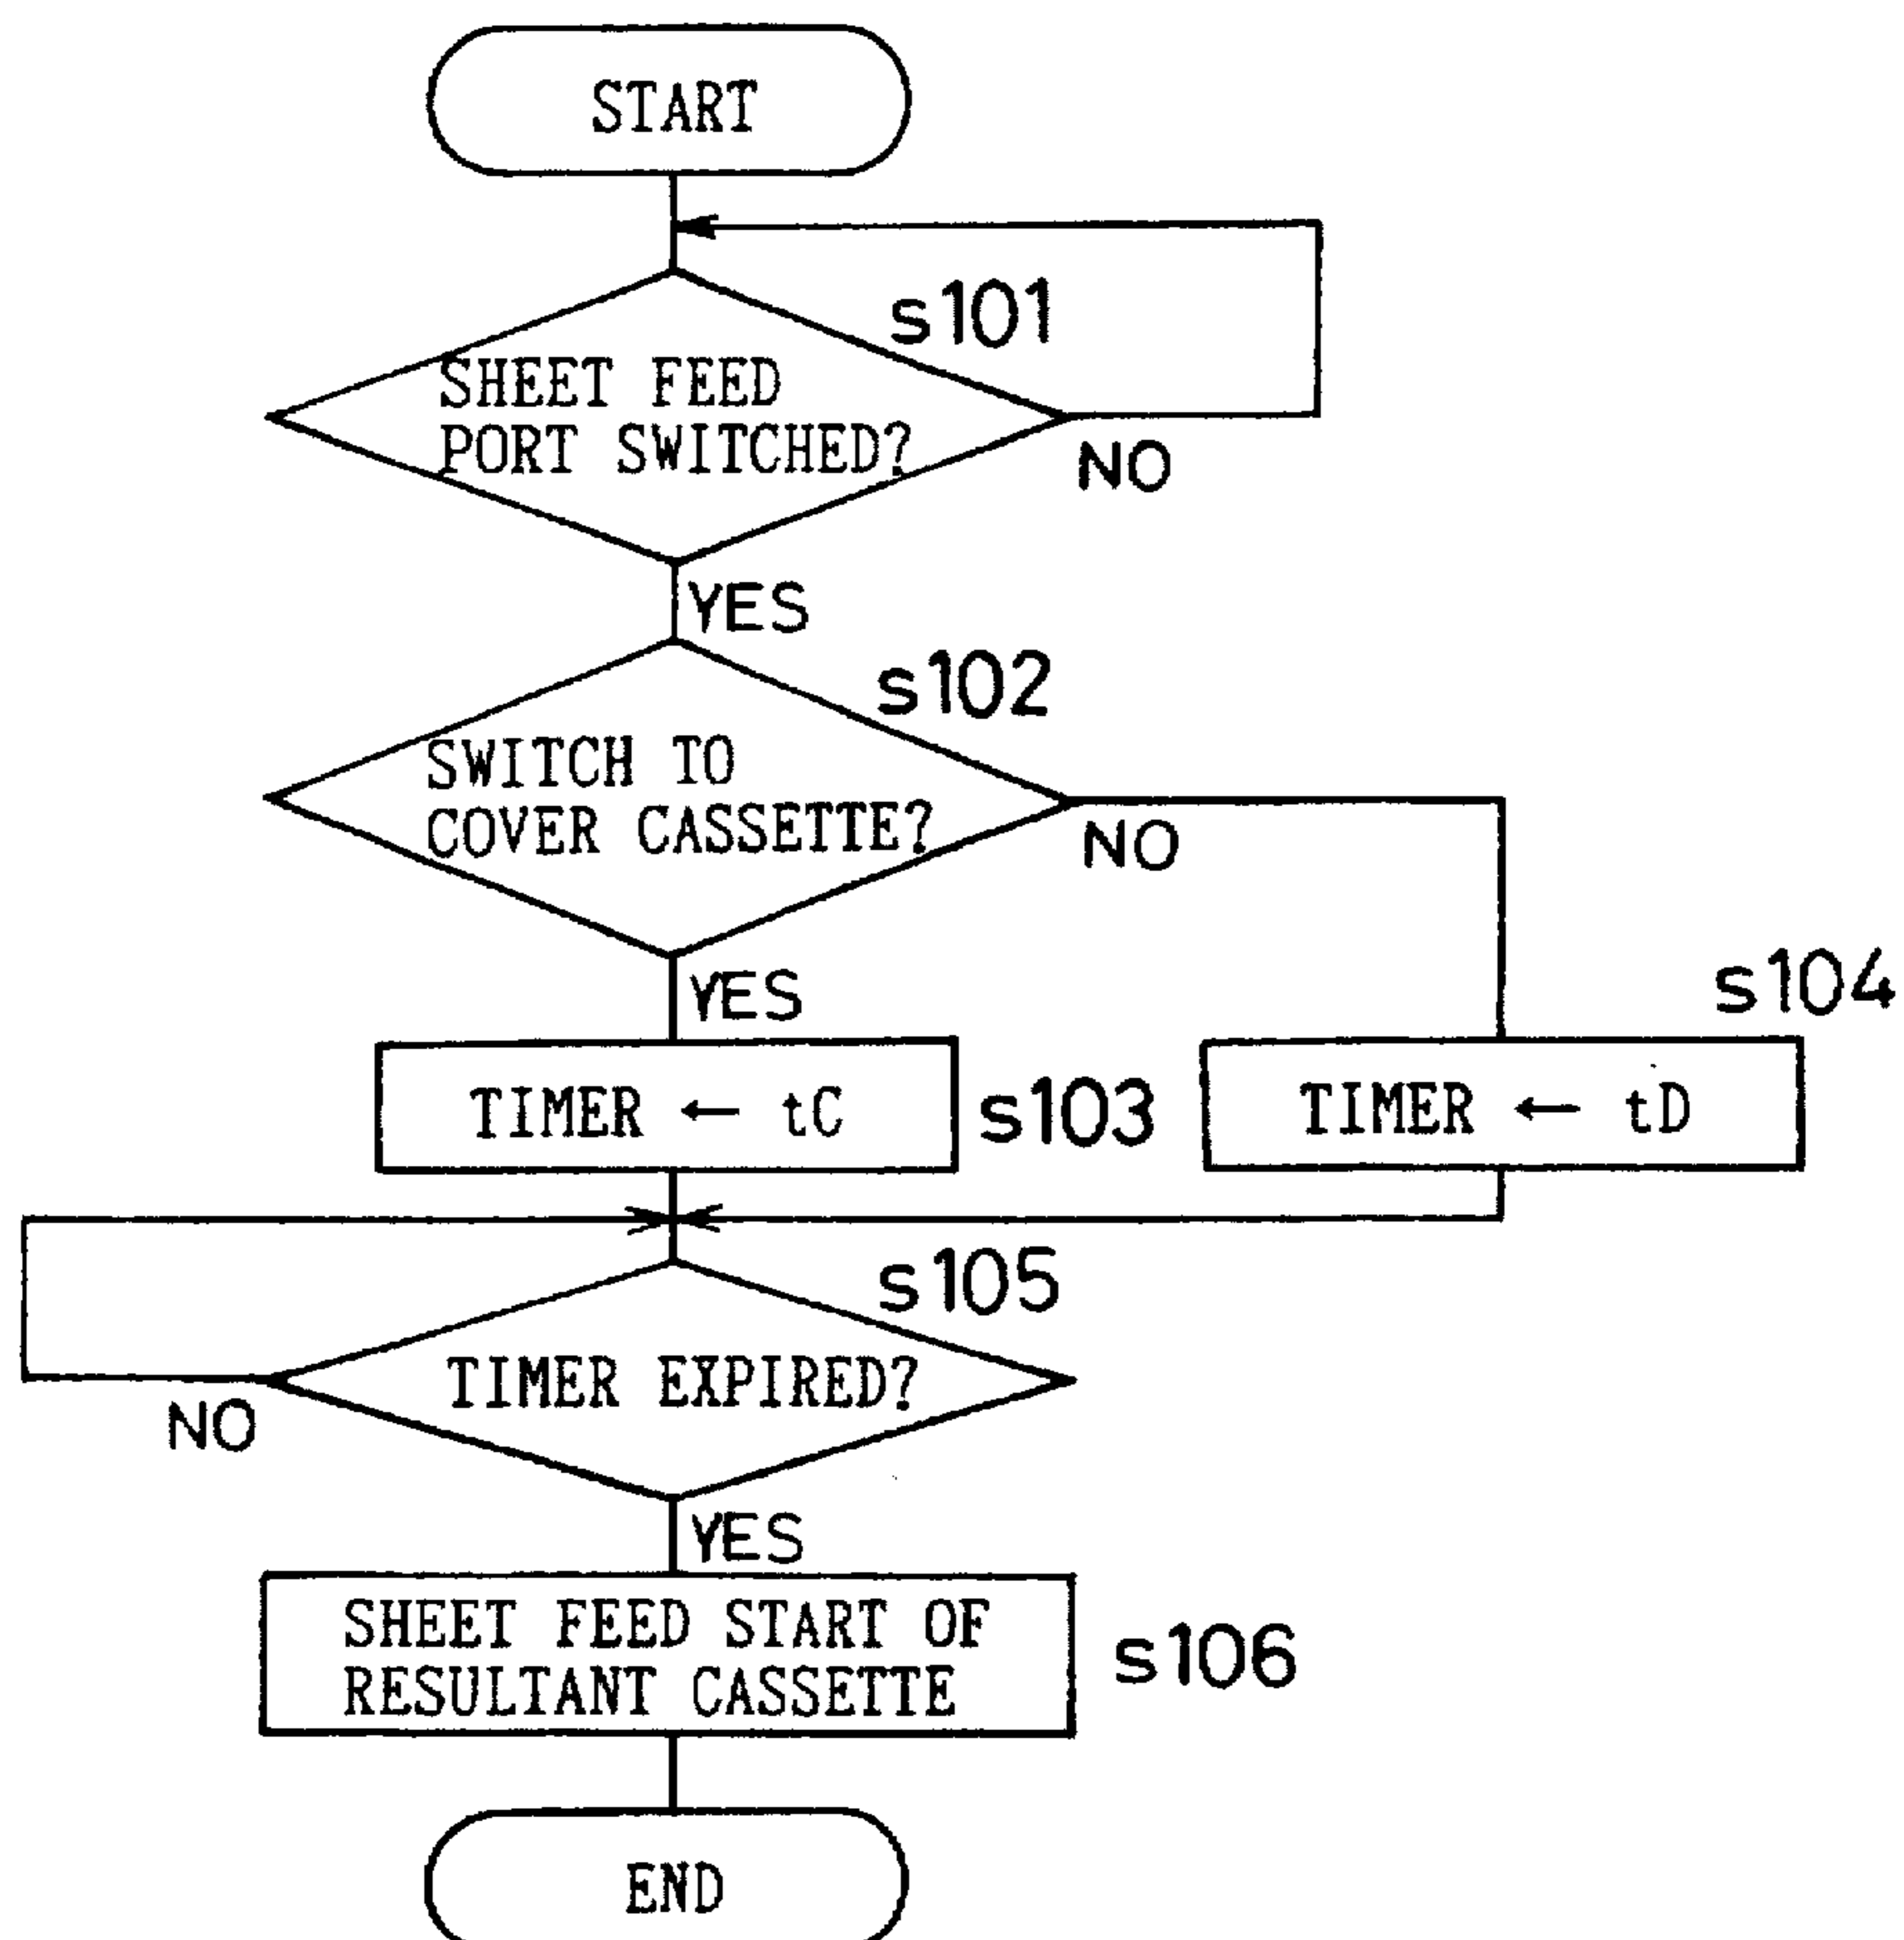 START
s101
SHEET FEED
PORT SWITCHED?
NO
YES
s102
SWITCH TO
COVER CASSETTE?
NO
YES
s104
TIMER ← tC
s103
TIMER ← tD
s105
TIMER EXPIRED?
NO
YES
SHEET FEED START OF
RESULTANT CASSETTE
s106
END